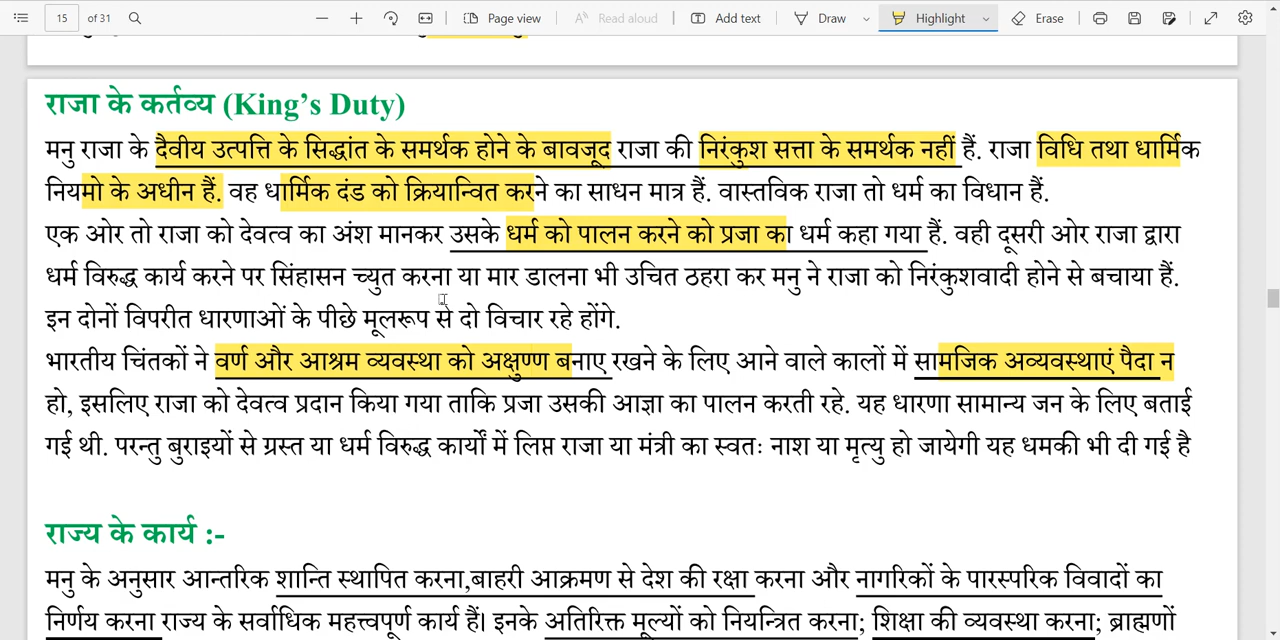 15 of 31 Page view Read aloud Add text Draw Highlight Erase
राजा के कर्तव्य (King's Duty)
मनु राजा के दैवीय उत्पत्ति के सिद्धांत के समर्थक होने के बावजूद राजा की निरंकुश सत्ता के समर्थक नहीं हैं. राजा विधि तथा धार्मिक
नियमो के अधीन हैं. वह धार्मिक दंड को क्रियान्वित करने का साधन मात्र हैं. वास्तविक राजा तो धर्म का विधान हैं.
एक ओर तो राजा को देवत्व का अंश मानकर उसके धर्म को पालन करने को प्रजा का धर्म कहा गया हैं. वही दूसरी ओर राजा द्वारा
धर्म विरुद्ध कार्य करने पर सिंहासन च्युत करना या मार डालना भी उचित ठहरा कर मनु ने राजा को निरंकुशवादी होने से बचाया हैं.
इन दोनों विपरीत धारणाओं के पीछे मूलरूप से दो विचार रहे होंगे.
भारतीय चिंतकों ने वर्ण और आश्रम व्यवस्था को अक्षुण्ण बनाए रखने के लिए आने वाले कालों में सामजिक अव्यवस्थाएं पैदा न
हो, इसलिए राजा को देवत्व प्रदान किया गया ताकि प्रजा उसकी आज्ञा का पालन करती रहे. यह धारणा सामान्य जन के लिए बताई
गई थी. परन्तु बुराइयों से ग्रस्त या धर्म विरुद्ध कार्यों में लिप्त राजा या मंत्री का स्वतः नाश या मृत्यु हो जायेगी यह धमकी भी दी गई है
राज्य के कार्य :-
मनु के अनुसार आन्तरिक शान्ति स्थापित करना,बाहरी आक्रमण से देश की रक्षा करना और नागरिकों के पारस्परिक विवादों का
निर्णय करना राज्य के सर्वाधिक महत्त्वपूर्ण कार्य हैं। इनके अतिरिक्त मूल्यों को नियन्त्रित करना; शिक्षा की व्यवस्था करना; ब्राह्मणों